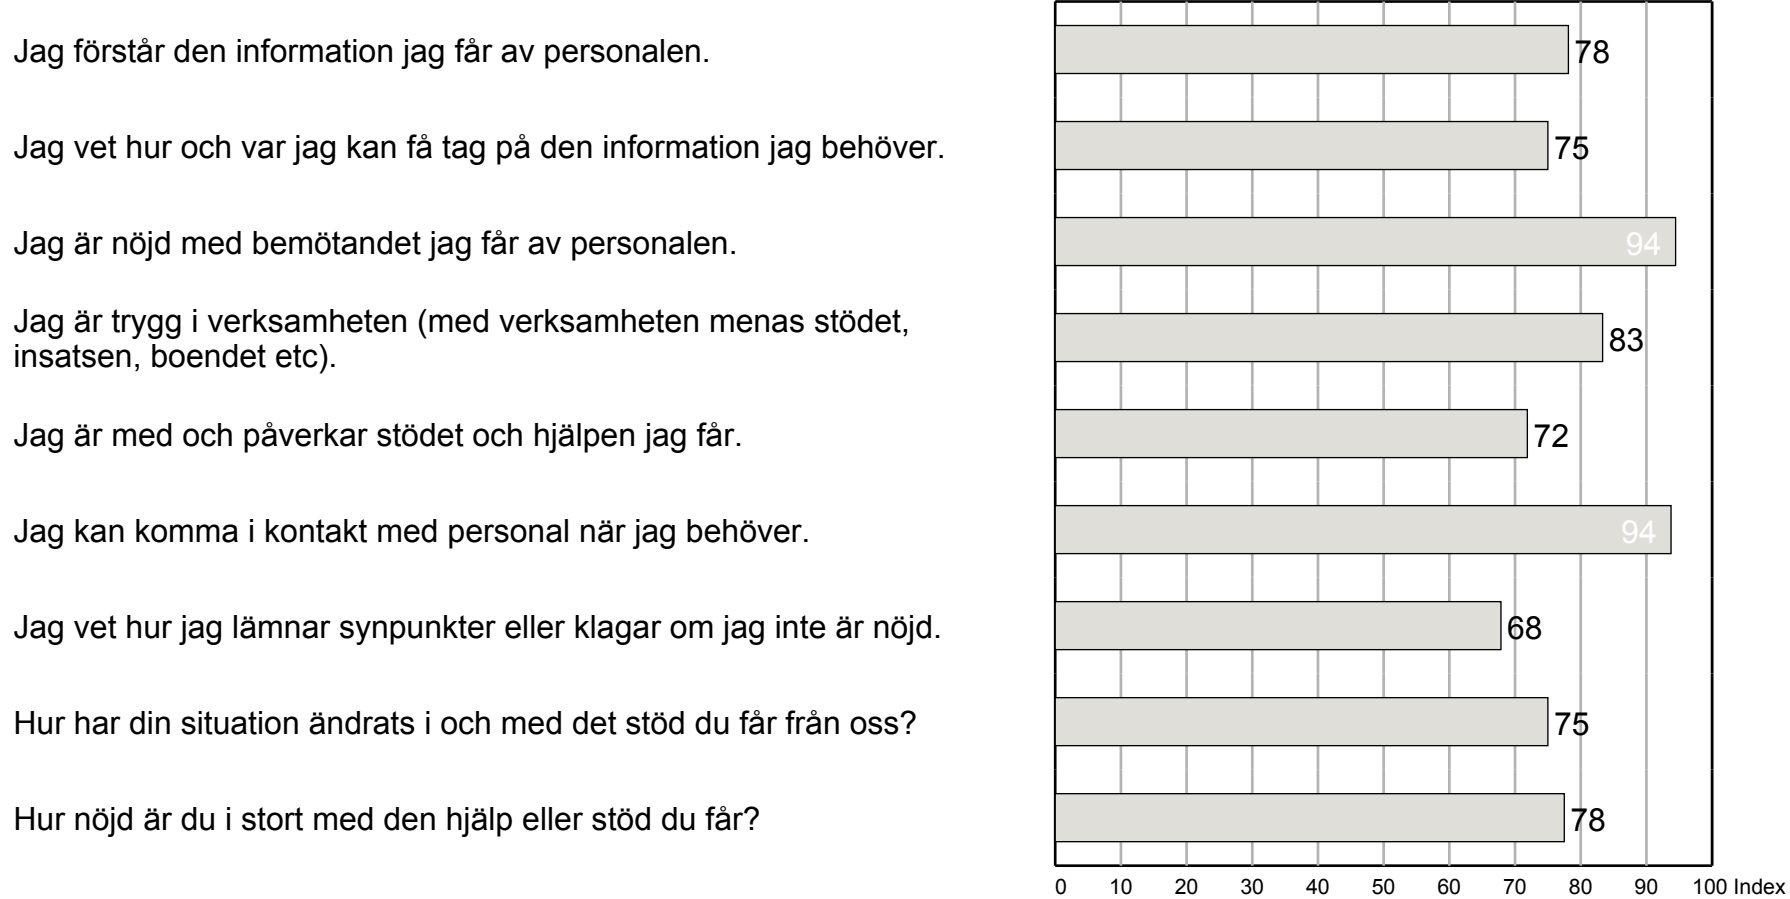 Jag förstår den information jag får av personalen.
78
Jag vet hur och var jag kan få tag på den information jag behöver.
75
Jag är nöjd med bemötandet jag får av personalen.
94
Jag är trygg i verksamheten (med verksamheten menas stödet,
insatsen, boendet etc).
83
Jag är med och påverkar stödet och hjälpen jag får.
72
Jag kan komma i kontakt med personal när jag behöver.
94
Jag vet hur jag lämnar synpunkter eller klagar om jag inte är nöjd.
68
Hur har din situation ändrats i och med det stöd du får från oss?
75
Hur nöjd är du i stort med den hjälp eller stöd du får?
78
0 10 20 30 40 50 60 70 80 90 100 Index